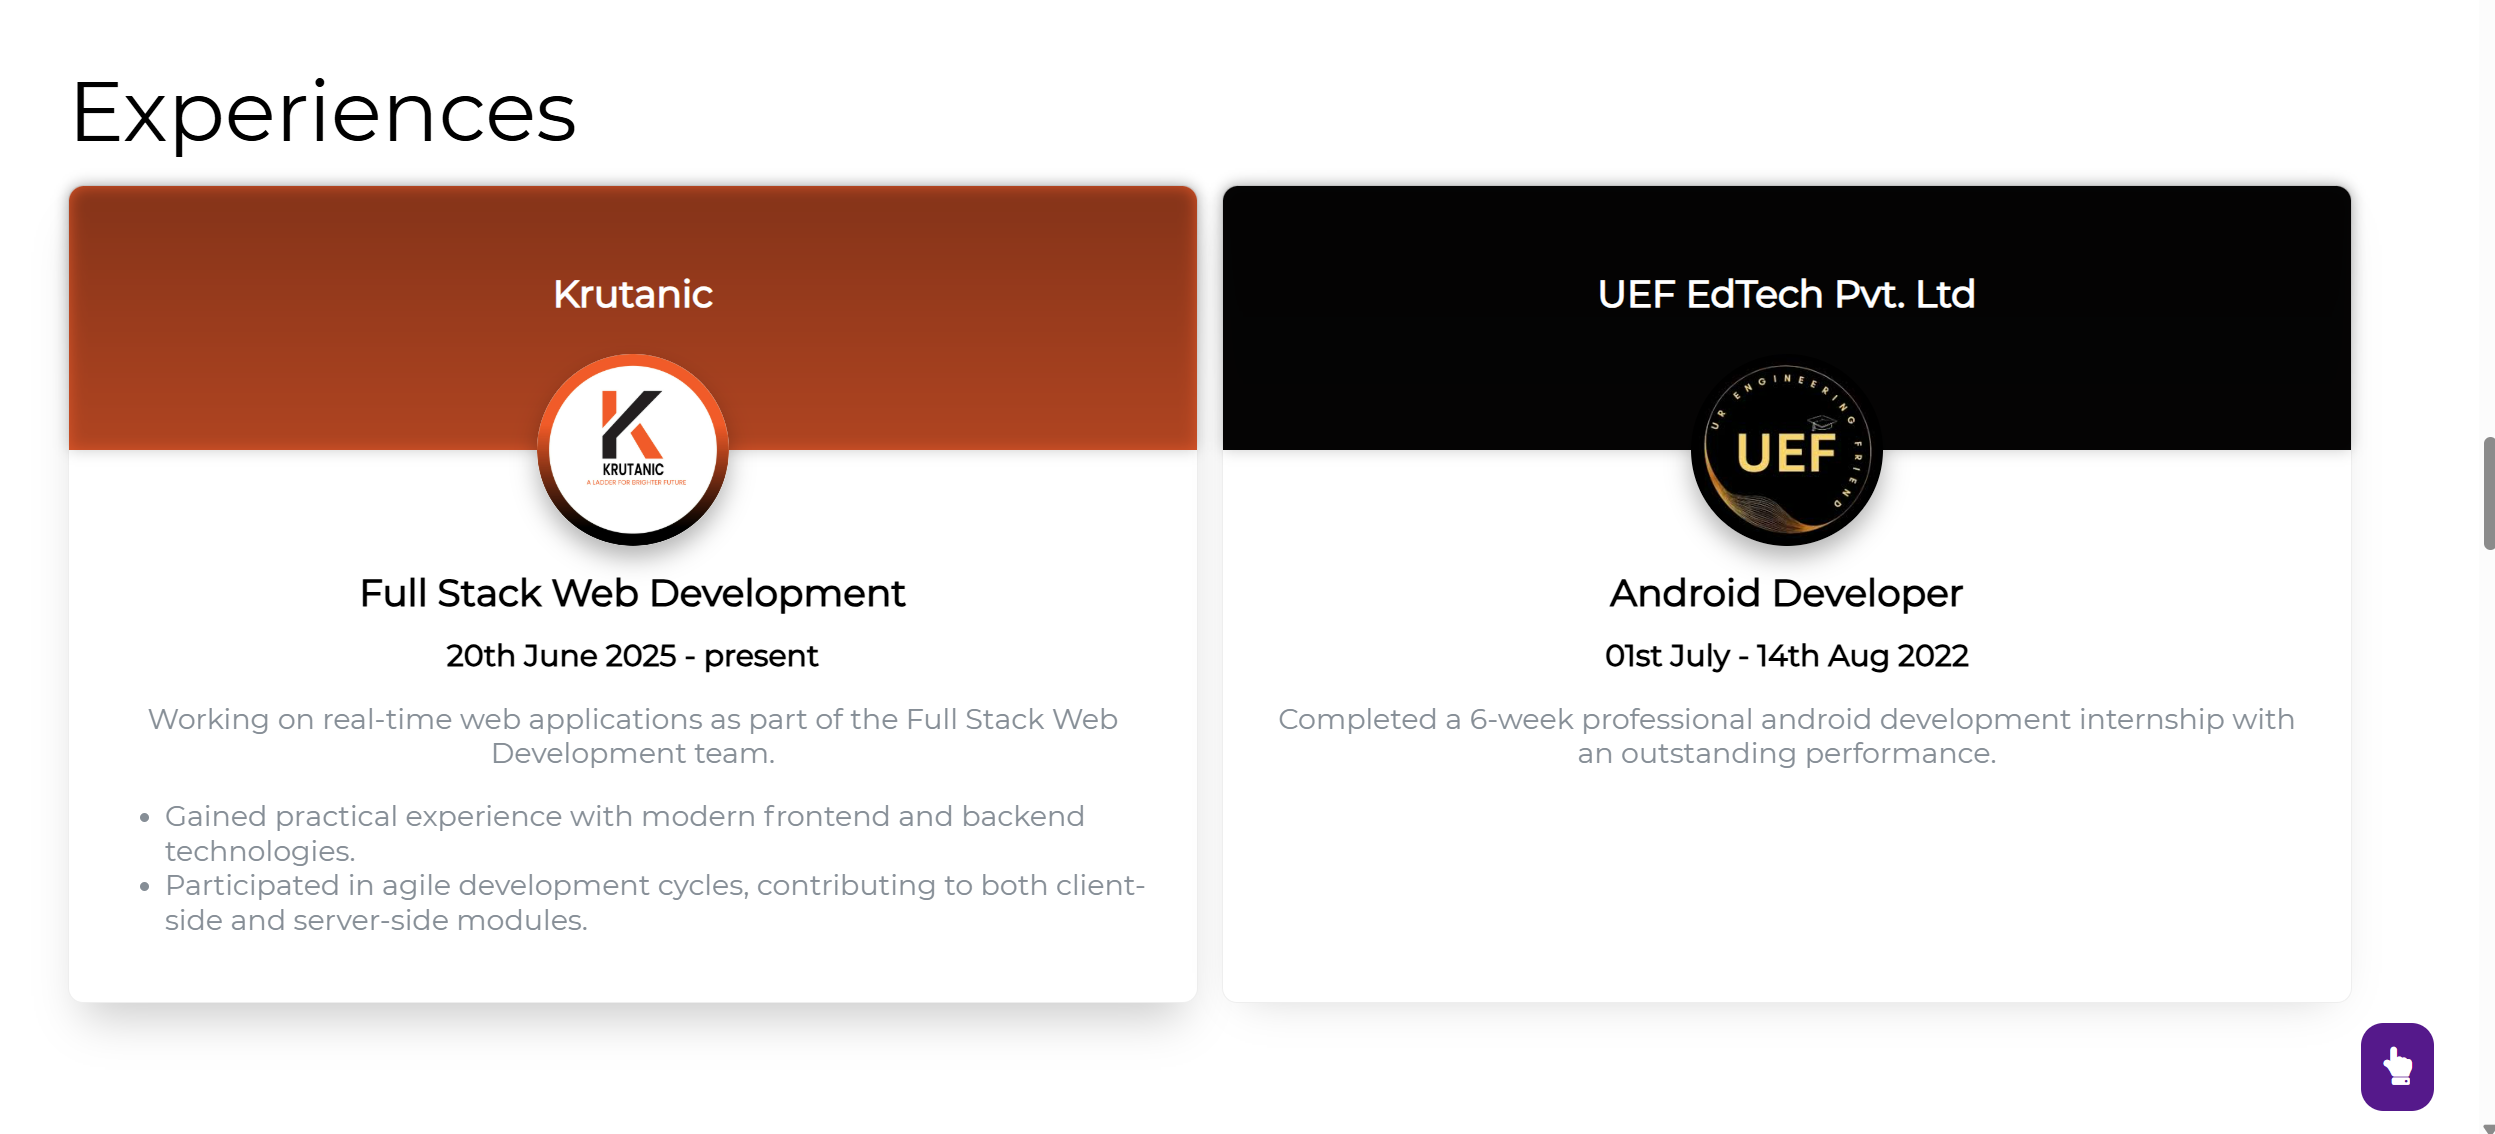 Experiences
Krutanic
KRUTANIC
A LADDER FOR BRIGHTER FUTURE
Full Stack Web Development
20th June 2025 - present
Working on real-time web applications as part of the Full Stack Web
Development team.
• Gained practical experience with modern frontend and backend
technologies.
• Participated in agile development cycles, contributing to both client-
side and server-side modules.
UEF EdTech Pvt. Ltd
UR ENGINEERING FRIEND
UEF
Android Developer
01st July - 14th Aug 2022
Completed a 6-week professional android development internship with
an outstanding performance.